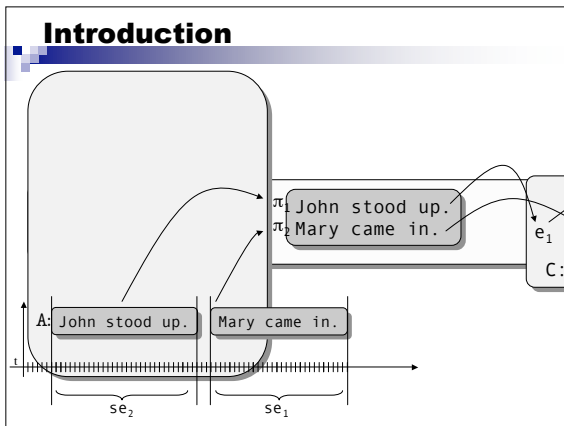 Introduction
π1 John stood up.
π2 Mary came in.
e1
C:
A: John stood up. Mary came in.
t
se2 se1